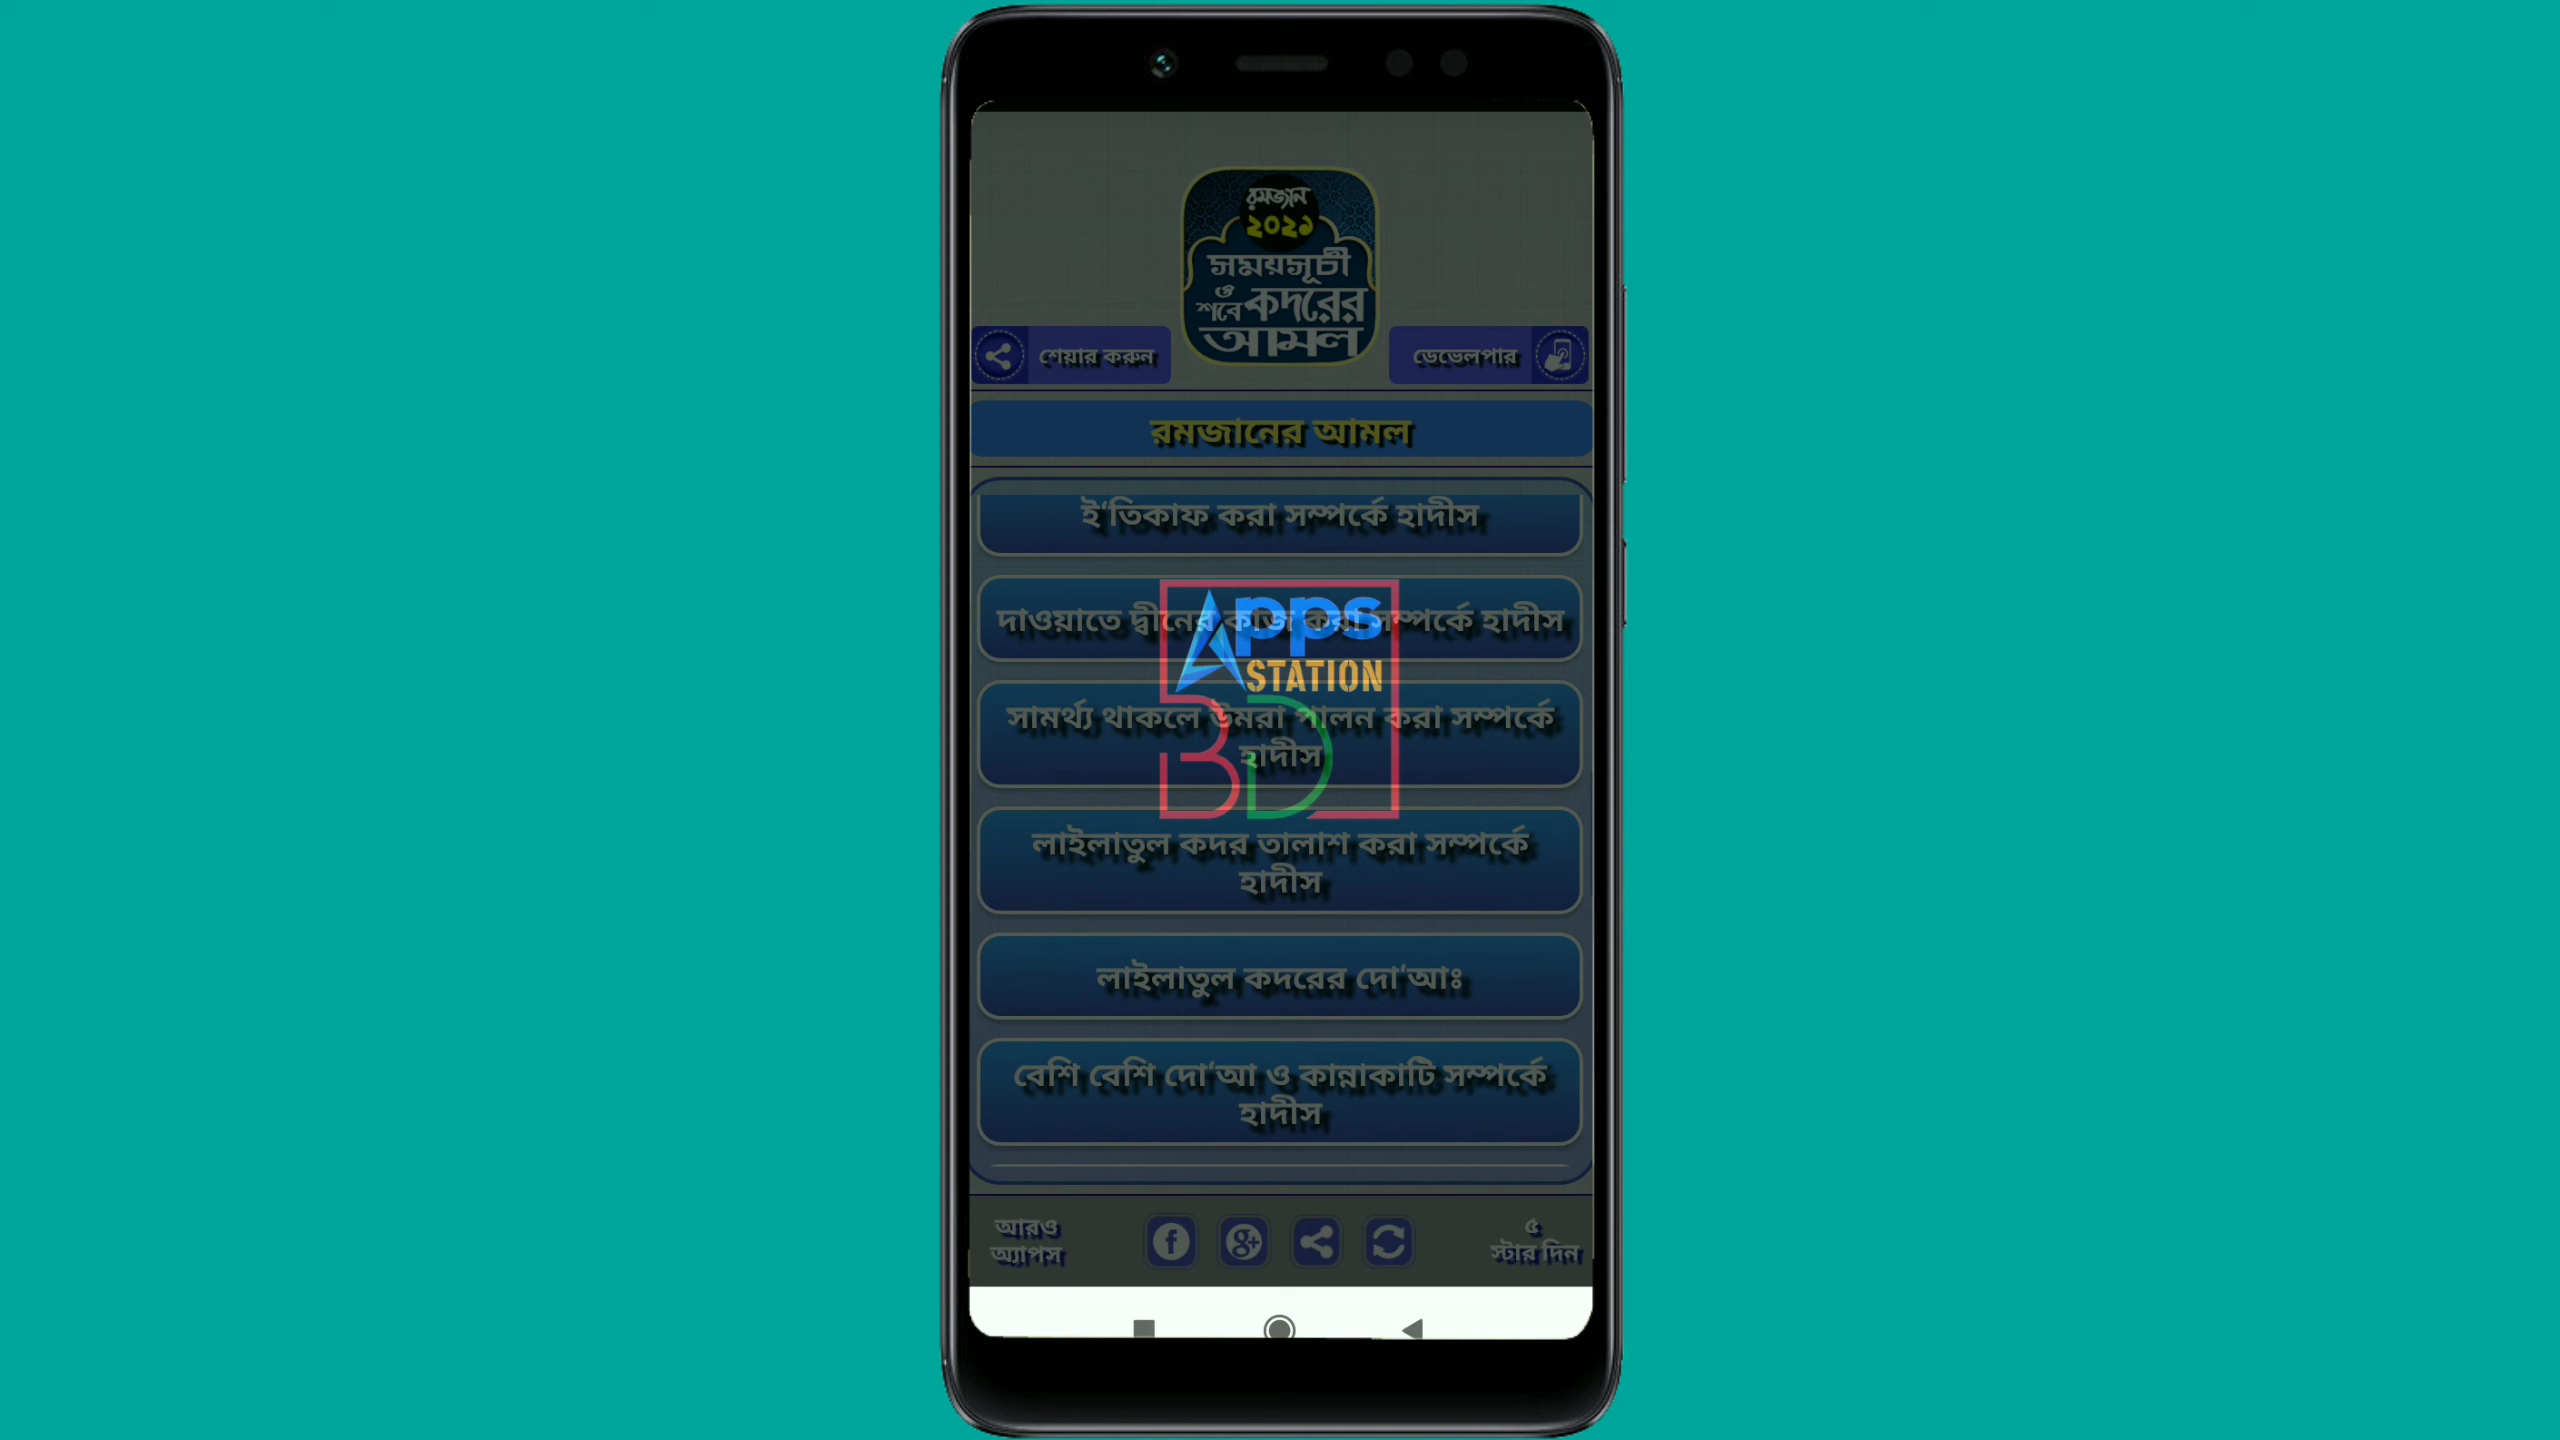 রমজান
২০২১
সময়সূচী
ও
শবে কদরের
আমল
শেয়ার করুন
ডেভেলপার
রমজানের আমল
ই‘তিকাফ করা সম্পর্কে হাদীস
দাওয়াতে দ্বীনের কাজ করা সম্পর্কে হাদীস
Apps
STATION
সামর্থ্য থাকলে উমরা পালন করা সম্পর্কে
হাদীস
BD
লাইলাতুল কদর তালাশ করা সম্পর্কে
হাদীস
লাইলাতুল কদরের দো‘আঃ
বেশি বেশি দো‘আ ও কান্নাকাটি সম্পর্কে
হাদীস
আরও
অ্যাপস
f
g+
৫
স্টার দিন